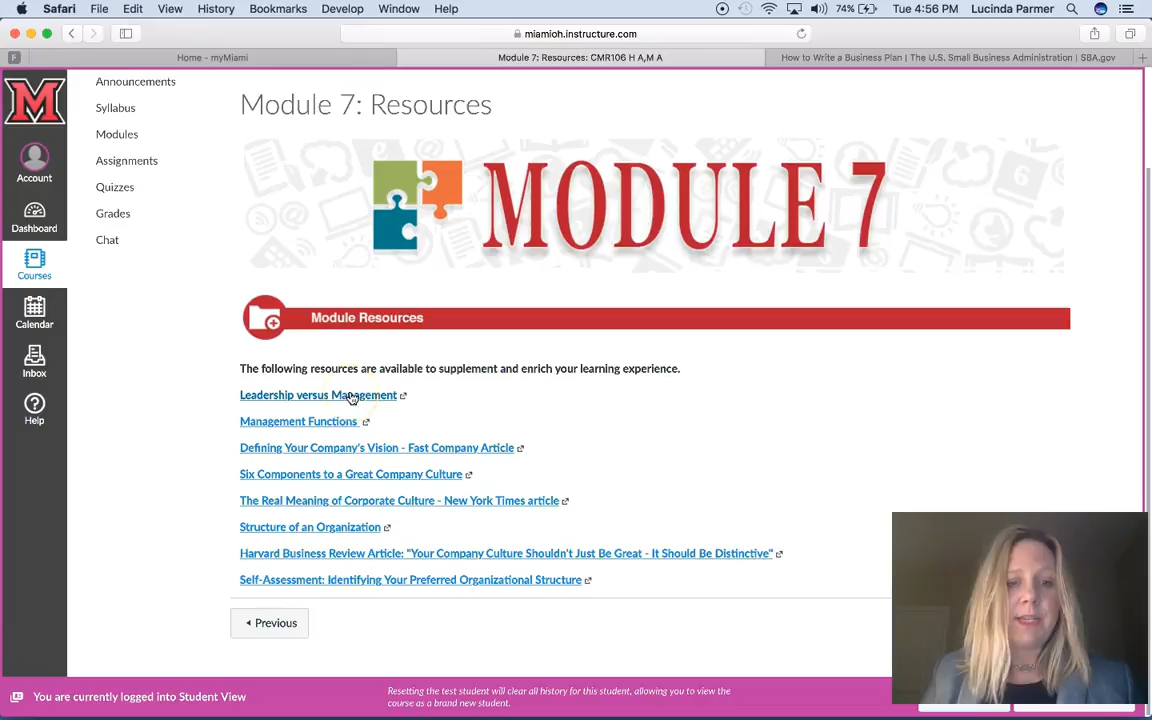 Safari File Edit View History Bookmarks Develop Window Help 74% Tue 4:56 PM Lucinda Parmer
miamioh.instructure.com
F Home - myMiami Module 7; Resources: CMR106 H A,M A How to Write a Business Plan | The U.S. Small Business Administration | SBA.gov
M
Account
Dashboard
Courses
Calendar
Inbox
Help
Announcements
Syllabus
Modules
Assignments
Quizzes
Grades
Chat
Module 7: Resources
MODULE 7
Module Resources
The following resources are available to supplement and enrich your learning experience.
Leadership versus Management
Management Functions
Defining Your Company's Vision - Fast Company Article
Six Components to a Great Company Culture
The Real Meaning of Corporate Culture - New York Times article
Structure of an Organization
Harvard Business Review Article: "Your Company Culture Shouldn't Just Be Great - It Should Be Distinctive"
Self-Assessment: Identifying Your Preferred Organizational Structure
Previous
You are currently logged into Student View
Resetting the test student will clear all history for this student, allowing you to view the
course as a brand new student.